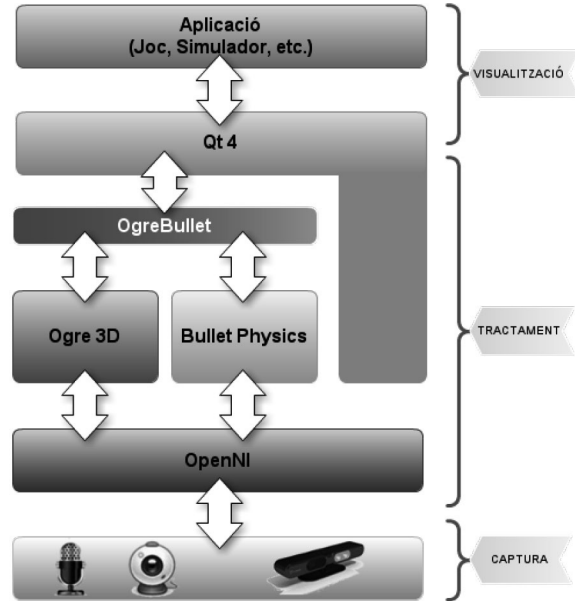 Aplicació
(Joc, Simulador, etc.)
VISUALITZACIÓ
Qt 4
OgreBullet
Ogre 3D
Bullet Physics
TRACTAMENT
OpenNI
CAPTURA